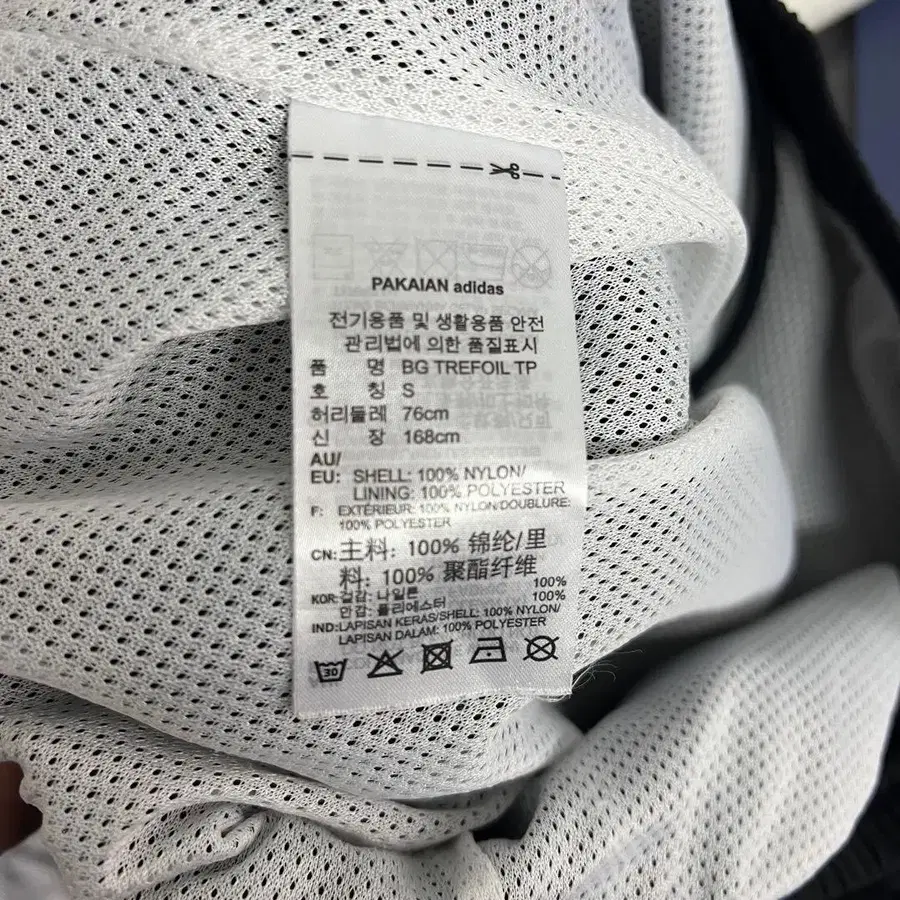 PAKAIAN adidas
전기용품 및 생활용품 안전
관리법에 의한 품질표시
품 명 BG TREFOIL TP
호 칭 S
허리둘레 76cm
신 장 168cm
AU/
EU: SHELL: 100% NYLON/
LINING: 100% POLYESTER
F: EXTÉRIEUR: 100% NYLON/DOUBLURE:
100% POLYESTER
CN: 主料: 100% 锦纶/里
料: 100% 聚酯纤维
KOR: 겉감: 나일론 100%
안감: 폴리에스터 100%
IND: LAPISAN KERAS/SHELL: 100% NYLON/
LAPISAN DALAM: 100% POLYESTER
30